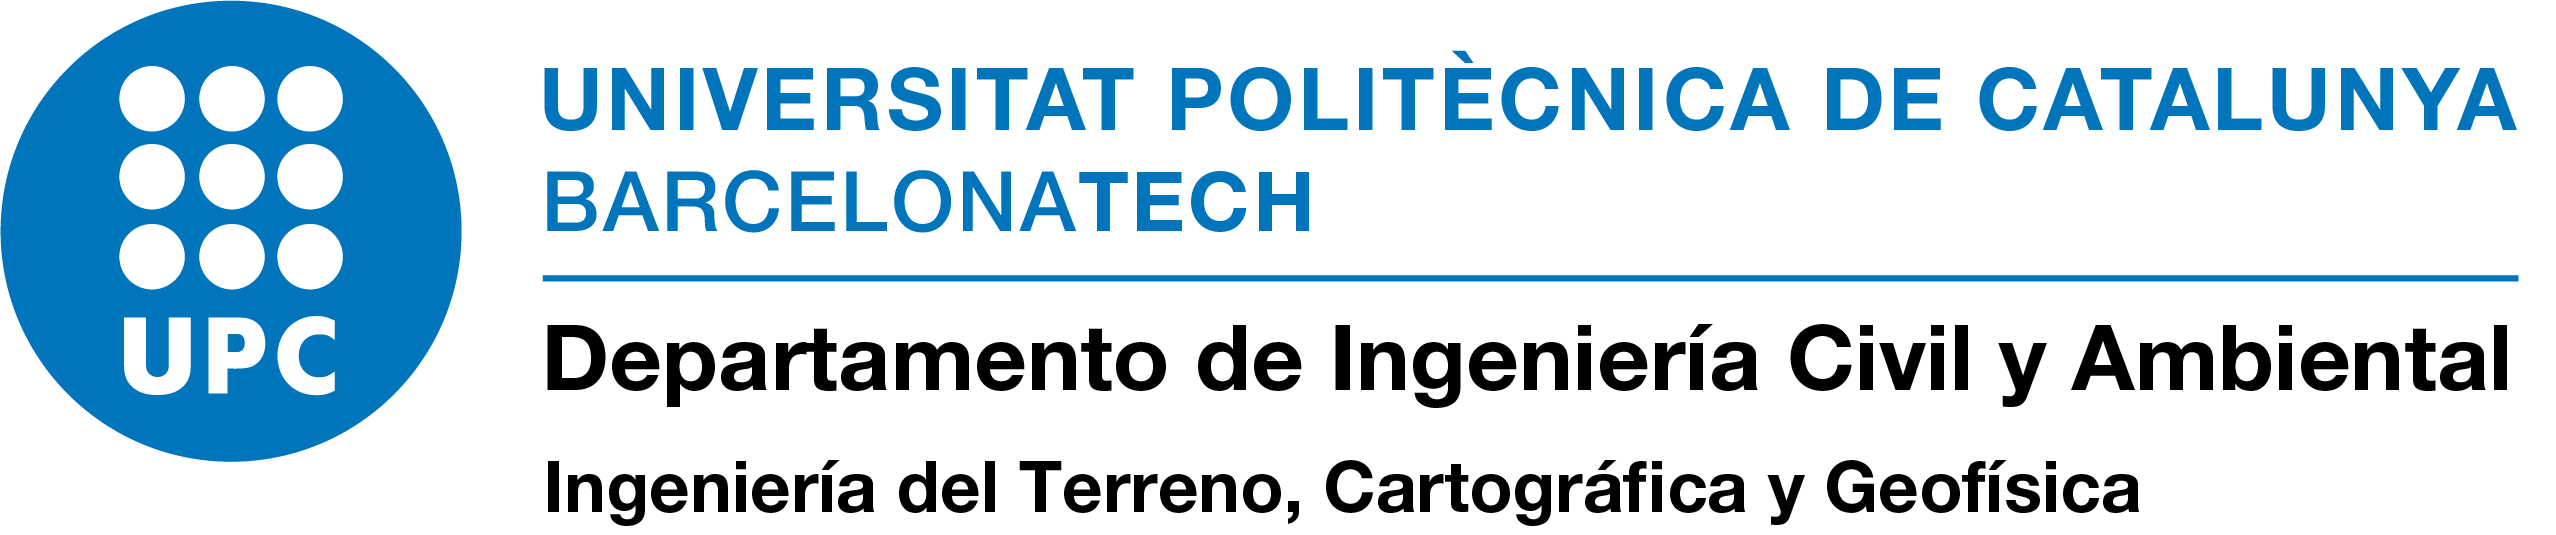 UPC
UNIVERSITAT POLITÈCNICA DE CATALUNYA
BARCELONATECH
Departamento de Ingeniería Civil y Ambiental
Ingeniería del Terreno, Cartográfica y Geofísica